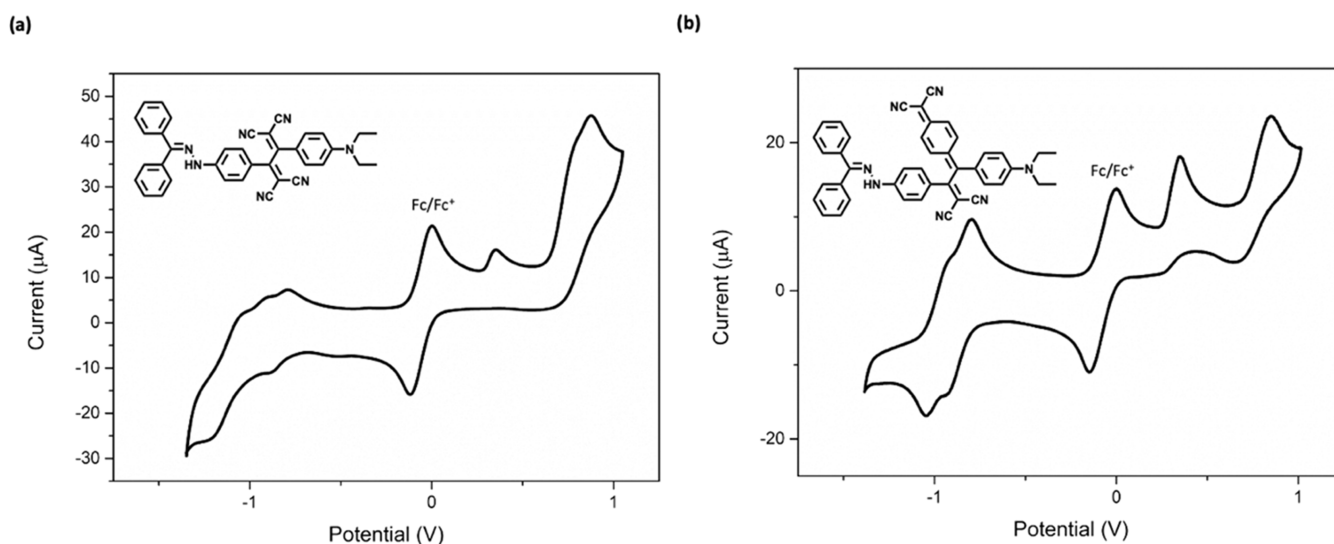 (a)
50
40
30
20
10
0
-10
-20
-30
-1
0
1
Current (μA)
Potential (V)
Fc/Fc⁺
CN
NC
CN
NC
N
HN
N
(b)
20
0
-20
-1
0
1
Current (μA)
Potential (V)
Fc/Fc⁺
NC
CN
N
HN
N
CN
NC